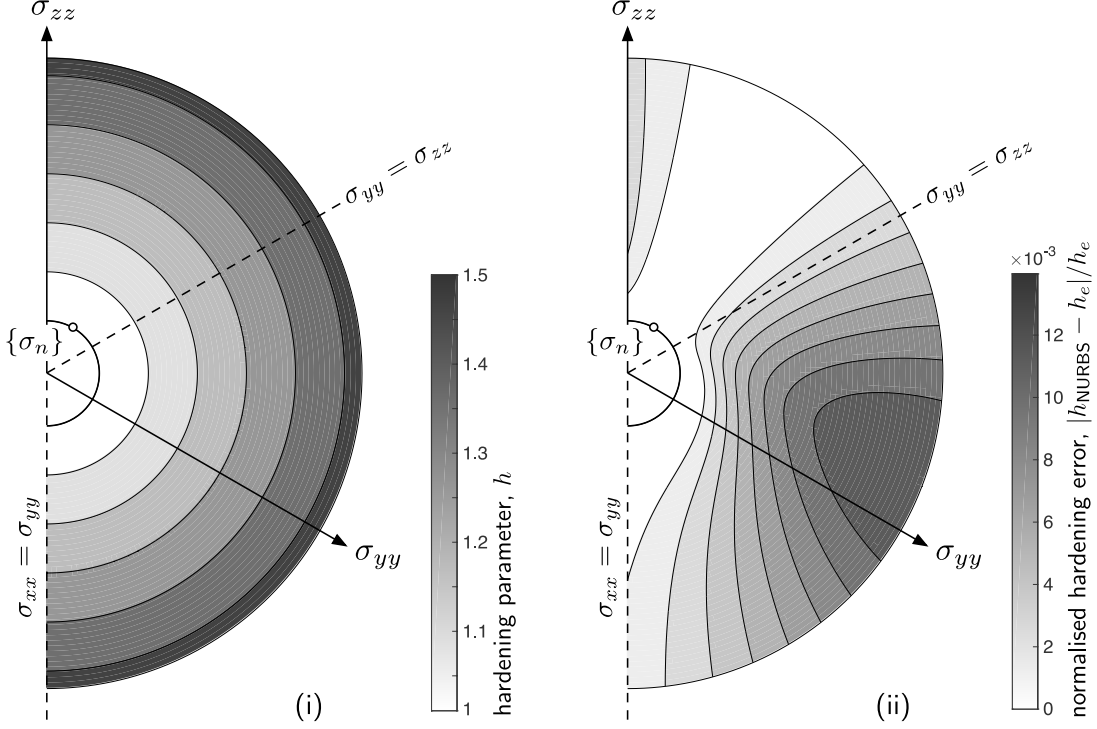 σzz
σyy = σzz
{σn}
σxx = σyy
σyy
1.5
1.4
1.3
1.2
1.1
1
hardening parameter, h
(i)
σzz
σyy = σzz
{σn}
σxx = σyy
σyy
×10⁻³
12
10
8
6
4
2
0
normalised hardening error, |hNURBS − he|/he
(ii)